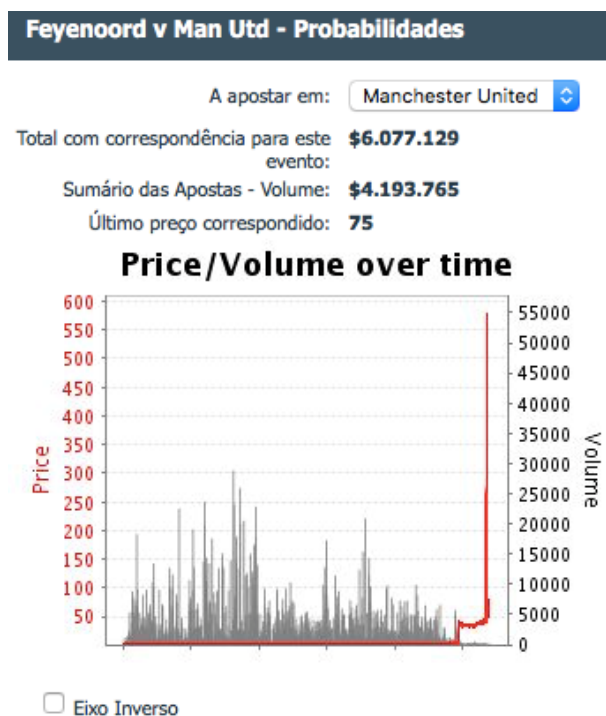 Feyenoord v Man Utd - Probabilidades
A apostar em: Manchester United
Total com correspondência para este $6.077.129
evento:
Sumário das Apostas - Volume: $4.193.765
Último preço correspondido: 75
Price/Volume over time
600
550
500
450
400
350
300
250
200
150
100
50
Price
55000
50000
45000
40000
35000
30000
25000
20000
15000
10000
5000
0
Volume
Eixo Inverso